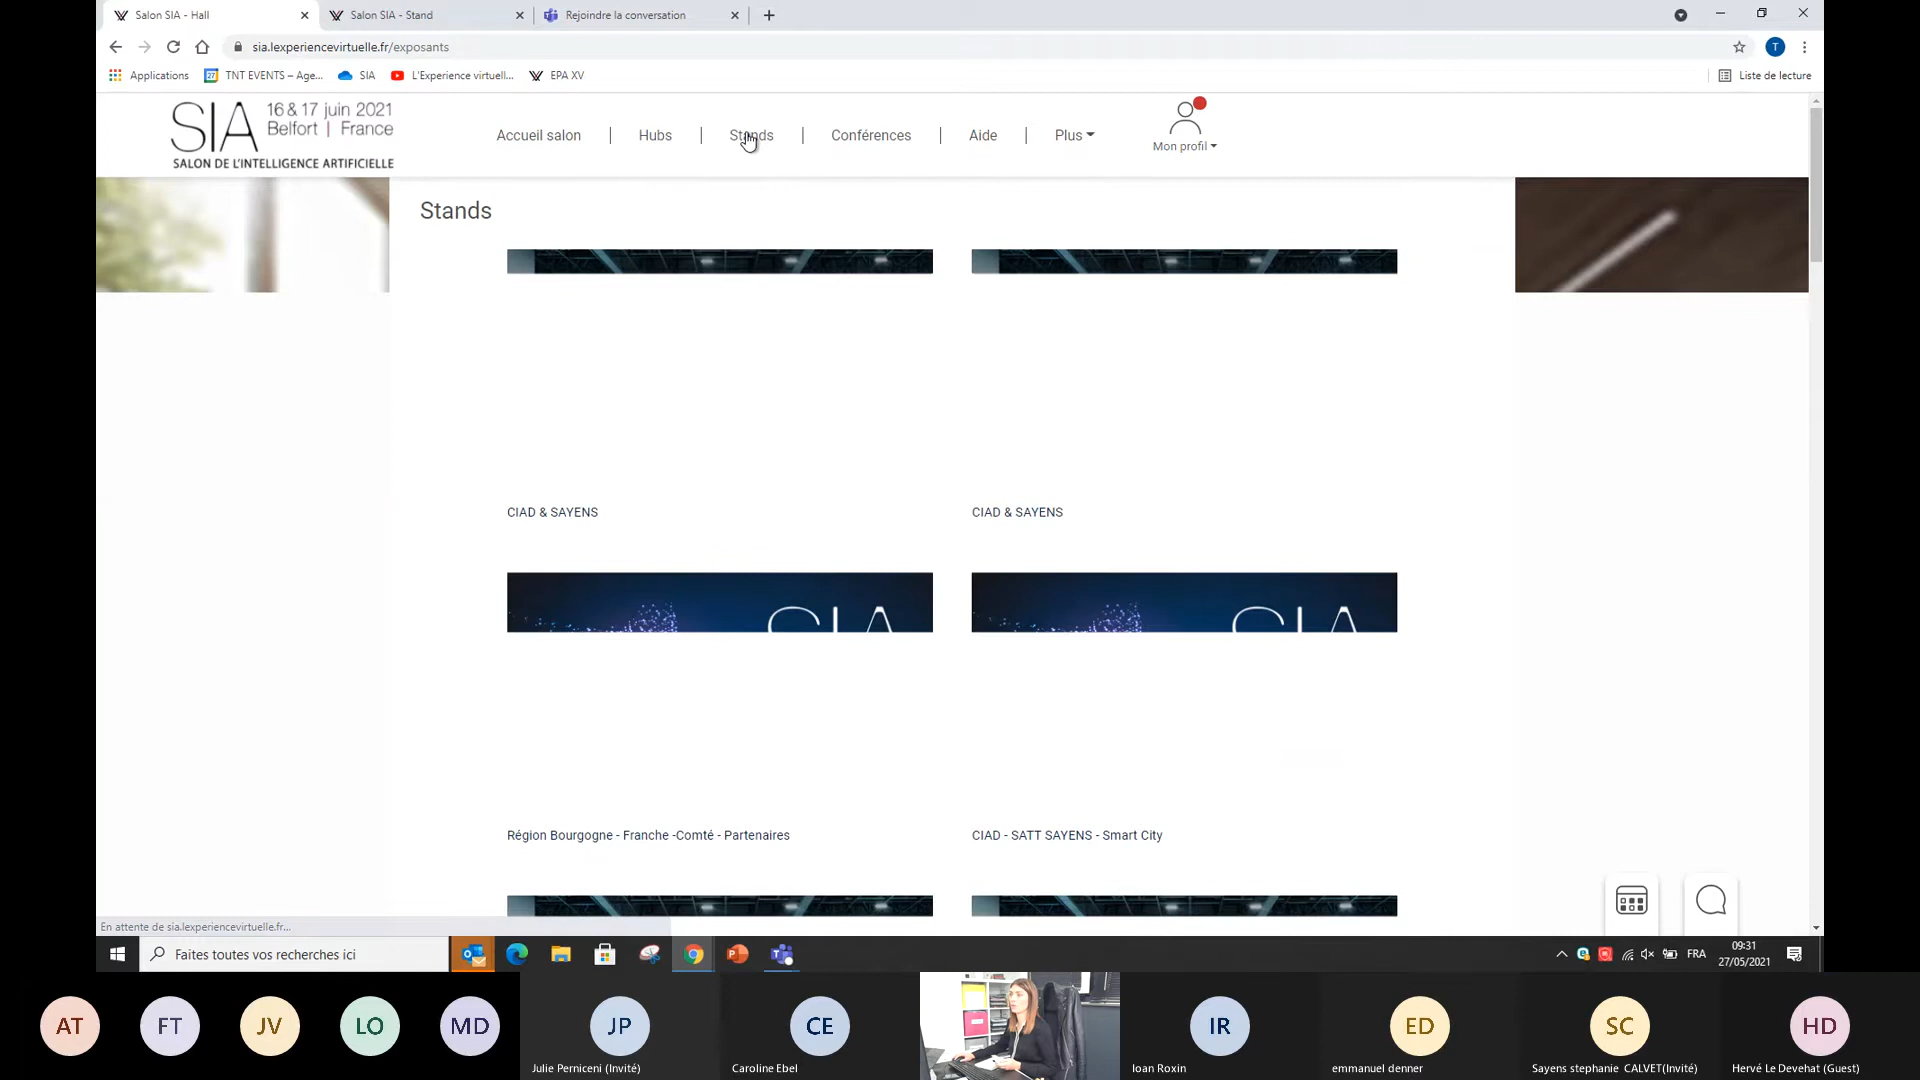 Salon SIA - Hall
Salon SIA - Stand
Rejoindre la conversation
sia.lexperiencevirtuelle.fr/exposants
T
Applications
27
TNT EVENTS – Age...
SIA
L'Experience virtuell...
EPA XV
Liste de lecture
SIA
16 & 17 juin 2021
Belfort | France
SALON DE L'INTELLIGENCE ARTIFICIELLE
Accueil salon
Hubs
Stands
Conférences
Aide
Plus
Mon profil
Stands
CIAD & SAYENS
CIAD & SAYENS
SIA
SIA
Région Bourgogne - Franche -Comté - Partenaires
CIAD - SATT SAYENS - Smart City
En attente de sia.lexperiencevirtuelle.fr...
Faites toutes vos recherches ici
FRA
09:31
27/05/2021
AT
FT
JV
LO
MD
JP
Julie Perniceni (Invité)
CE
Caroline Ebel
IR
Ioan Roxin
ED
emmanuel denner
SC
Sayens stephanie CALVET(Invité)
HD
Hervé Le Devehat (Guest)